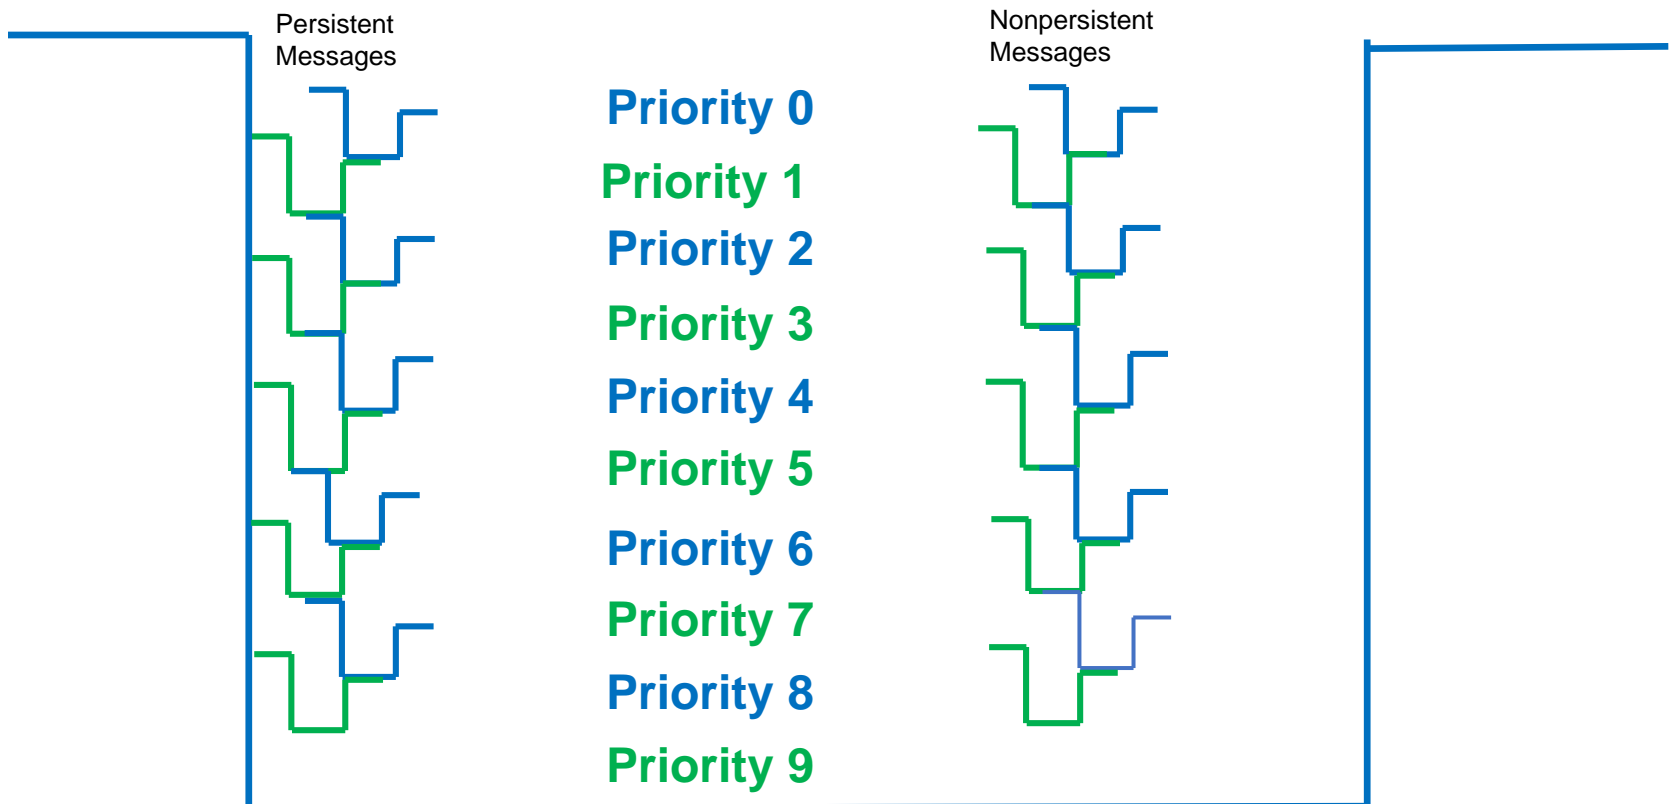 Persistent
Messages
Nonpersistent
Messages
Priority 0
Priority 1
Priority 2
Priority 3
Priority 4
Priority 5
Priority 6
Priority 7
Priority 8
Priority 9